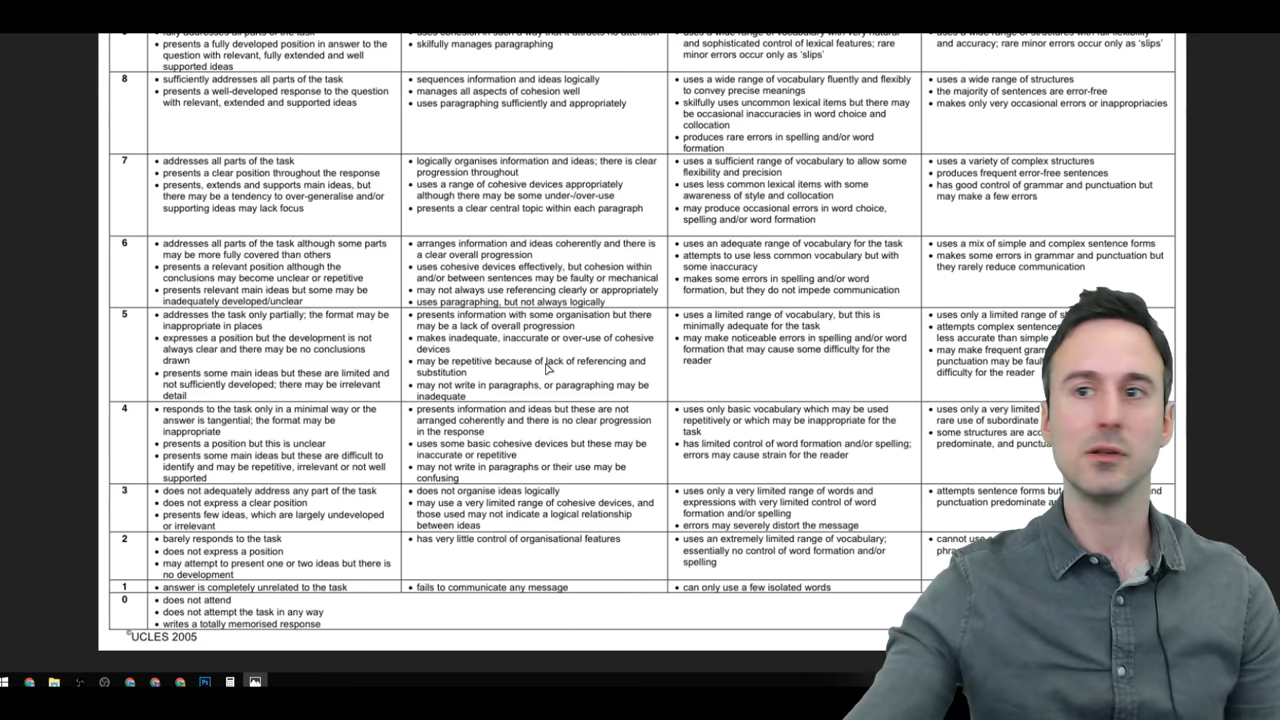 fully addresses all parts of the task
• presents a fully developed position in answer to the
question with relevant, fully extended and well
supported ideas
uses cohesion in such a way that it attracts no attention
• skilfully manages paragraphing
uses a wide range of vocabulary with very natural
and sophisticated control of lexical features; rare
minor errors occur only as ‘slips’
uses a wide range of structures with full flexibility
and accuracy; rare minor errors occur only as ‘slips’
8
• sufficiently addresses all parts of the task
• presents a well-developed response to the question
with relevant, extended and supported ideas
• sequences information and ideas logically
• manages all aspects of cohesion well
• uses paragraphing sufficiently and appropriately
• uses a wide range of vocabulary fluently and flexibly
to convey precise meanings
• skilfully uses uncommon lexical items but there may
be occasional inaccuracies in word choice and
collocation
• produces rare errors in spelling and/or word
formation
• uses a wide range of structures
• the majority of sentences are error-free
• makes only very occasional errors or inappropriacies
7
• addresses all parts of the task
• presents a clear position throughout the response
• presents, extends and supports main ideas, but
there may be a tendency to over-generalise and/or
supporting ideas may lack focus
• logically organises information and ideas; there is clear
progression throughout
• uses a range of cohesive devices appropriately
although there may be some under-/over-use
• presents a clear central topic within each paragraph
• uses a sufficient range of vocabulary to allow some
flexibility and precision
• uses less common lexical items with some
awareness of style and collocation
• may produce occasional errors in word choice,
spelling and/or word formation
• uses a variety of complex structures
• produces frequent error-free sentences
• has good control of grammar and punctuation but
may make a few errors
6
• addresses all parts of the task although some parts
may be more fully covered than others
• presents a relevant position although the
conclusions may become unclear or repetitive
• presents relevant main ideas but some may be
inadequately developed/unclear
• arranges information and ideas coherently and there is
a clear overall progression
• uses cohesive devices effectively, but cohesion within
and/or between sentences may be faulty or mechanical
• may not always use referencing clearly or appropriately
• uses paragraphing, but not always logically
• uses an adequate range of vocabulary for the task
• attempts to use less common vocabulary but with
some inaccuracy
• makes some errors in spelling and/or word
formation, but they do not impede communication
• uses a mix of simple and complex sentence forms
• makes some errors in grammar and punctuation but
they rarely reduce communication
5
• addresses the task only partially; the format may be
inappropriate in places
• expresses a position but the development is not
always clear and there may be no conclusions
drawn
• presents some main ideas but these are limited and
not sufficiently developed; there may be irrelevant
detail
• presents information with some organisation but there
may be a lack of overall progression
• makes inadequate, inaccurate or over-use of cohesive
devices
• may be repetitive because of lack of referencing and
substitution
• may not write in paragraphs, or paragraphing may be
inadequate
• uses a limited range of vocabulary, but this is
minimally adequate for the task
• may make noticeable errors in spelling and/or word
formation that may cause some difficulty for the
reader
• uses only a limited range of
• attempts complex sentences
less accurate than simple
• may make frequent
punctuation may be
difficulty for the reader
4
• responds to the task only in a minimal way or the
answer is tangential; the format may be
inappropriate
• presents a position but this is unclear
• presents some main ideas but these are difficult to
identify and may be repetitive, irrelevant or not well
supported
• presents information and ideas but these are not
arranged coherently and there is no clear progression
in the response
• uses some basic cohesive devices but these may be
inaccurate or repetitive
• may not write in paragraphs or their use may be
confusing
• uses only basic vocabulary which may be used
repetitively or which may be inappropriate for the
task
• has limited control of word formation and/or spelling;
errors may cause strain for the reader
• uses only a very limited
rare use of subordinate
• some structures are
predominate, and
3
• does not adequately address any part of the task
• does not express a clear position
• presents few ideas, which are largely undeveloped
or irrelevant
• does not organise ideas logically
• may use a very limited range of cohesive devices, and
those used may not indicate a logical relationship
between ideas
• uses only a very limited range of words and
expressions with very limited control of word
formation and/or spelling
• errors may severely distort the message
• attempts sentence forms but
punctuation predominate
2
• barely responds to the task
• does not express a position
• may attempt to present one or two ideas but there is
no development
• has very little control of organisational features
• uses an extremely limited range of vocabulary;
essentially no control of word formation and/or
spelling
• cannot use
1
• answer is completely unrelated to the task
• fails to communicate any message
• can only use a few isolated words
0
• does not attend
• does not attempt the task in any way
• writes a totally memorised response
©UCLES 2005
Ps